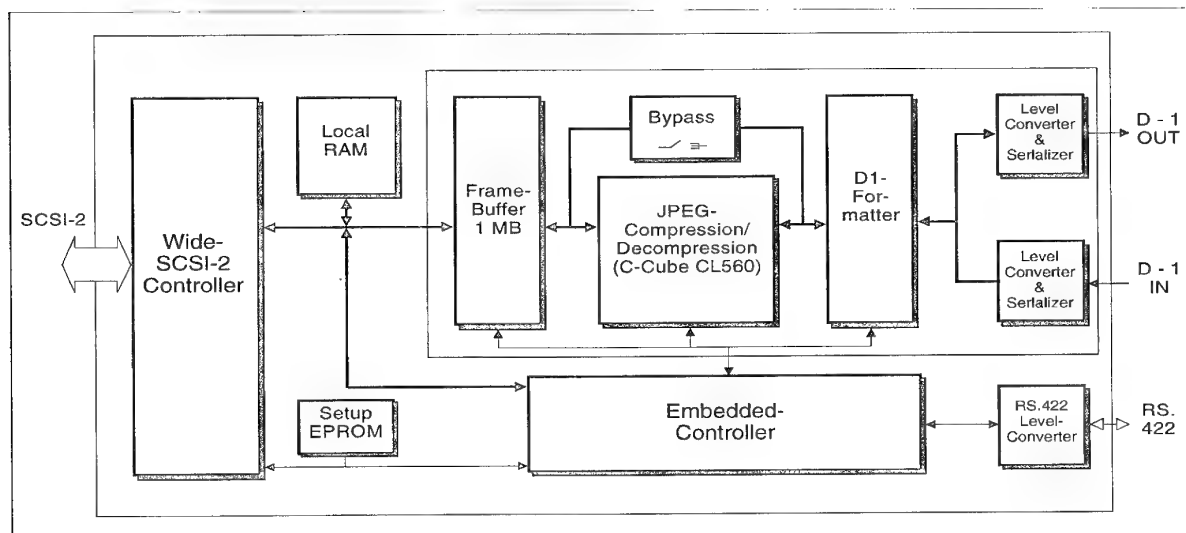 SCSI-2
Wide-
SCSI-2
Controller
Local
RAM
Frame-
Buffer
1 MB
Bypass
JPEG-
Compression/
Decompression
(C-Cube CL560)
D1-
For-
matter
Level
Converter
&
Serializer
D - 1
OUT
Level
Converter
&
Serializer
D - 1
IN
Setup
EPROM
Embedded-
Controller
RS.422
Level-
Converter
RS.
422